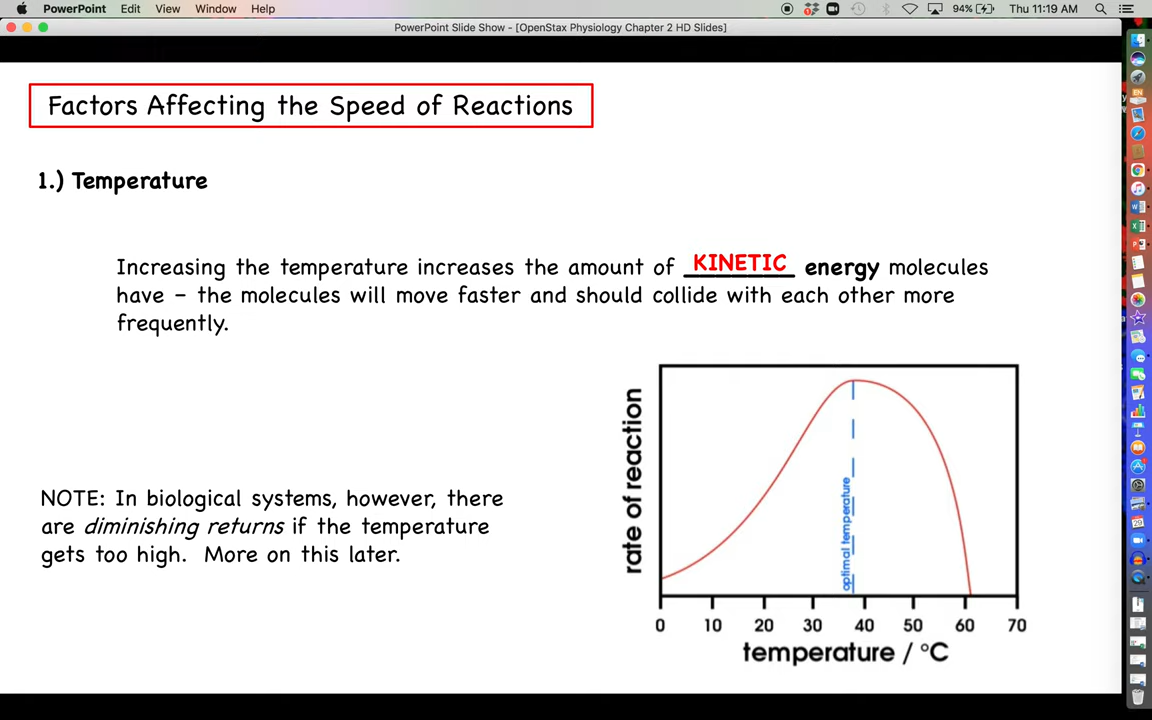 PowerPoint Edit View Window Help
94% Thu 11:19 AM
PowerPoint Slide Show - [OpenStax Physiology Chapter 2 HD Slides]
Factors Affecting the Speed of Reactions
1.) Temperature
Increasing the temperature increases the amount of KINETIC energy molecules
have – the molecules will move faster and should collide with each other more
frequently.
NOTE: In biological systems, however, there
are diminishing returns if the temperature
gets too high. More on this later.
rate of reaction
optimal temperature
0 10 20 30 40 50 60 70
temperature / °C